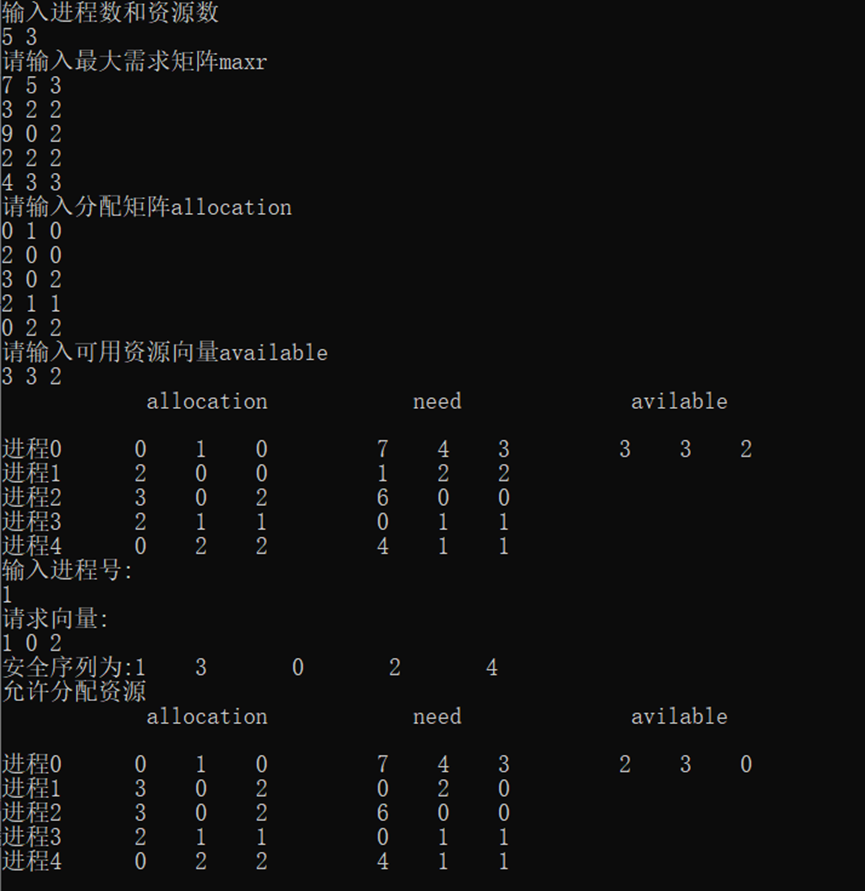 输入进程数和资源数
5 3
请输入最大需求矩阵maxr
7 5 3
3 2 2
9 0 2
2 2 2
4 3 3
请输入分配矩阵allocation
0 1 0
2 0 0
3 0 2
2 1 1
0 2 2
请输入可用资源向量available
3 3 2
allocation need avilable
进程0 0 1 0 7 4 3 3 3 2
进程1 2 0 0 1 2 2
进程2 3 0 2 6 0 0
进程3 2 1 1 0 1 1
进程4 0 2 2 4 1 1
输入进程号:
1
请求向量:
1 0 2
安全序列为:1 3 0 2 4
允许分配资源
allocation need avilable
进程0 0 1 0 7 4 3 2 3 0
进程1 3 0 2 0 2 0
进程2 3 0 2 6 0 0
进程3 2 1 1 0 1 1
进程4 0 2 2 4 1 1